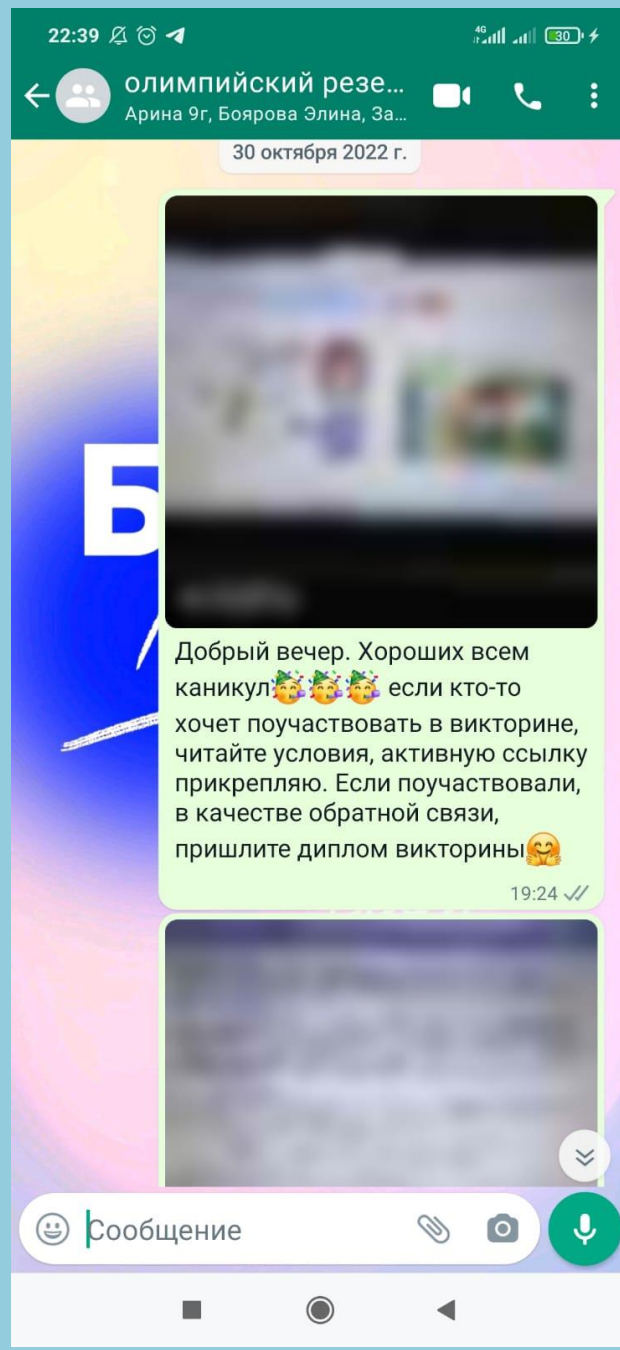 22:39
4G
30
олимпийский резе...
Арина 9г, Боярова Элина, За...
30 октября 2022 г.
Б
Добрый вечер. Хороших всем
каникул🥳🥳🥳 если кто-то
хочет поучаствовать в викторине,
читайте условия, активную ссылку
прикрепляю. Если поучаствовали,
в качестве обратной связи,
пришлите диплом викторины🤗
19:24
Сообщение